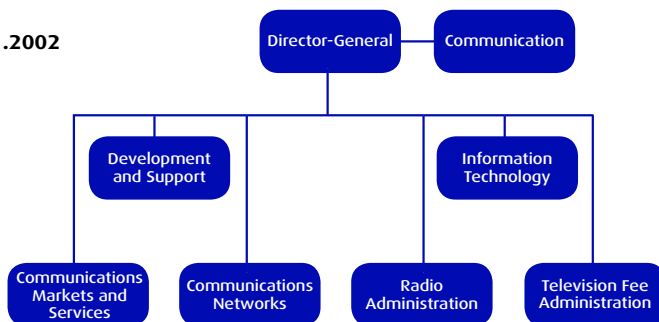 .2002
Director-General
Communication
Development
and Support
Information
Technology
Communications
Markets and
Services
Communications
Networks
Radio
Administration
Television Fee
Administration